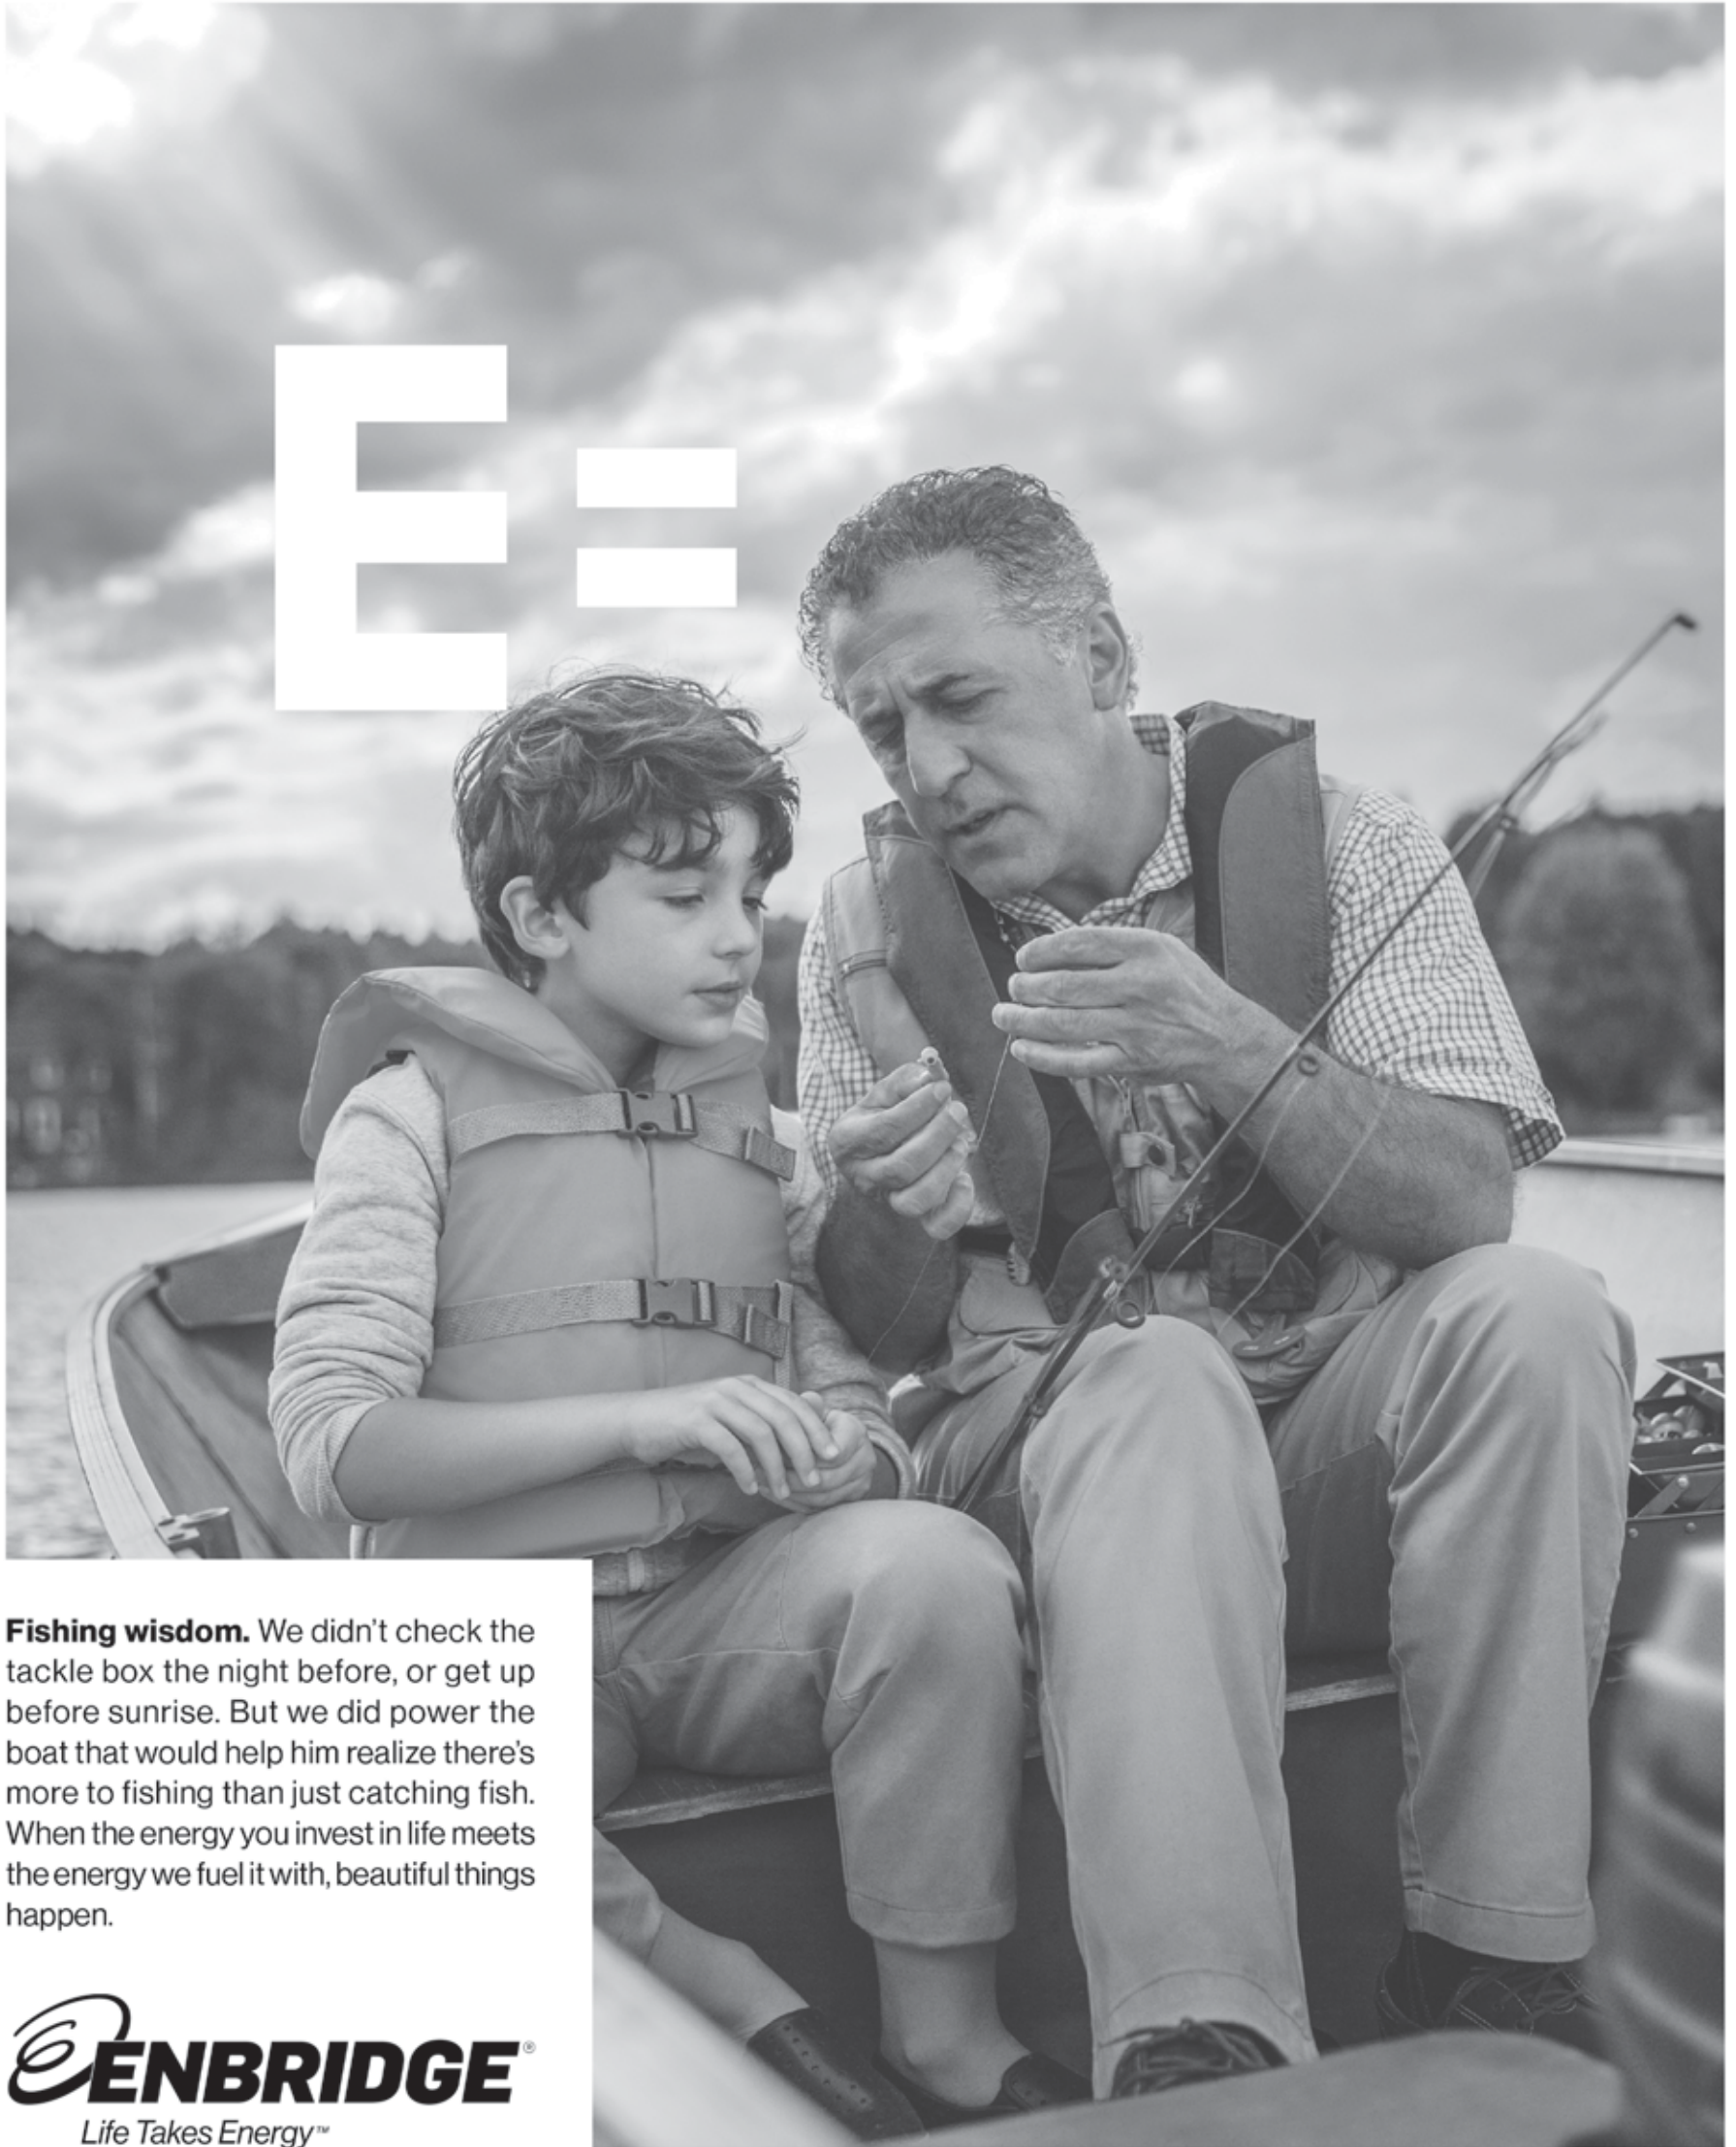 E=
Fishing wisdom. We didn't check the
tackle box the night before, or get up
before sunrise. But we did power the
boat that would help him realize there's
more to fishing than just catching fish.
When the energy you invest in life meets
the energy we fuel it with, beautiful things
happen.
ENBRIDGE®
Life Takes Energy™